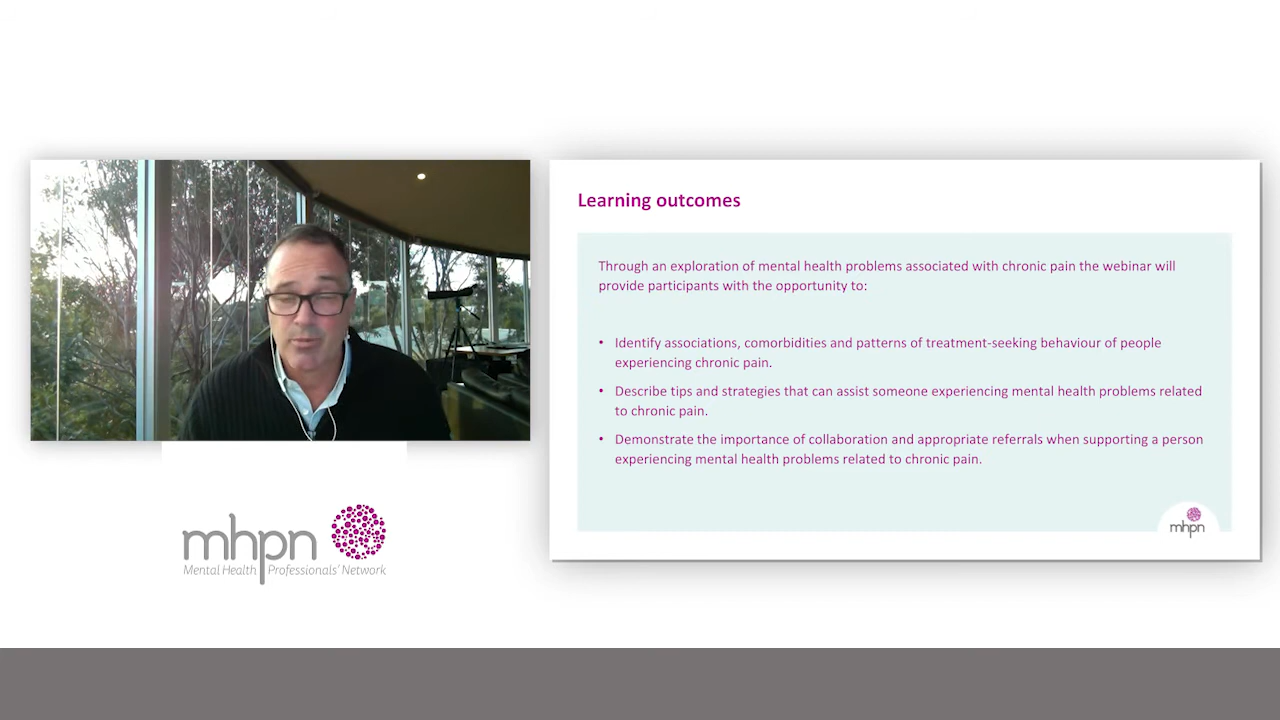 Learning outcomes
Through an exploration of mental health problems associated with chronic pain the webinar will
provide participants with the opportunity to:
• Identify associations, comorbidities and patterns of treatment-seeking behaviour of people
experiencing chronic pain.
• Describe tips and strategies that can assist someone experiencing mental health problems related
to chronic pain.
• Demonstrate the importance of collaboration and appropriate referrals when supporting a person
experiencing mental health problems related to chronic pain.
mhpn
mhpn
Mental Health Professionals' Network